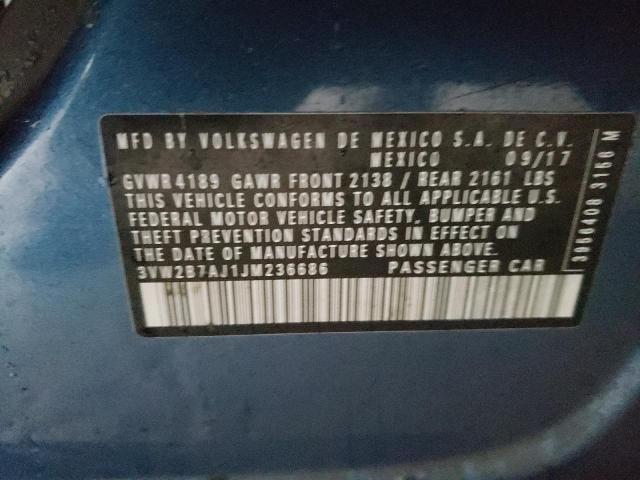 MFD BY VOLKSWAGEN DE MEXICO S.A. DE C.V.
MEXICO 09/17
GVWR 4189 GAWR FRONT 2138 / REAR 2161 LBS
THIS VEHICLE CONFORMS TO ALL APPLICABLE U.S.
FEDERAL MOTOR VEHICLE SAFETY, BUMPER AND
THEFT PREVENTION STANDARDS IN EFFECT ON
THE DATE OF MANUFACTURE SHOWN ABOVE.
3VW2B7AJ1JM236686 PASSENGER CAR